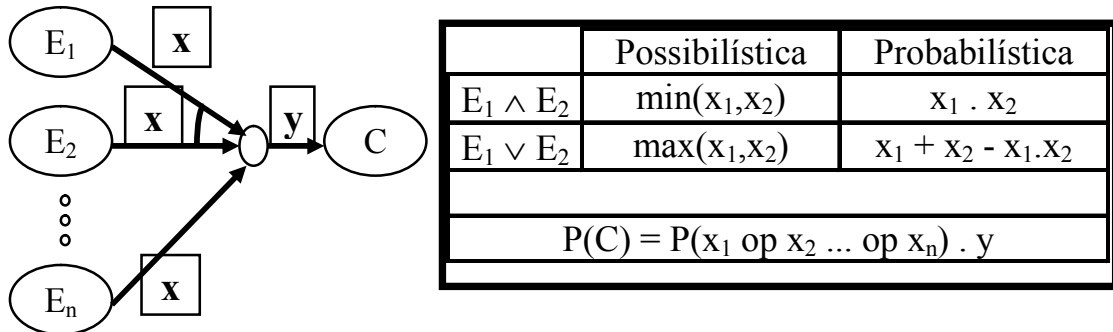 E₁
x
E₂
x
y
C
Eₙ
x
Possibilística Probabilística
E₁ ∧ E₂ min(x₁,x₂) x₁ . x₂
E₁ ∨ E₂ max(x₁,x₂) x₁ + x₂ - x₁.x₂
P(C) = P(x₁ op x₂ ... op xₙ) . y